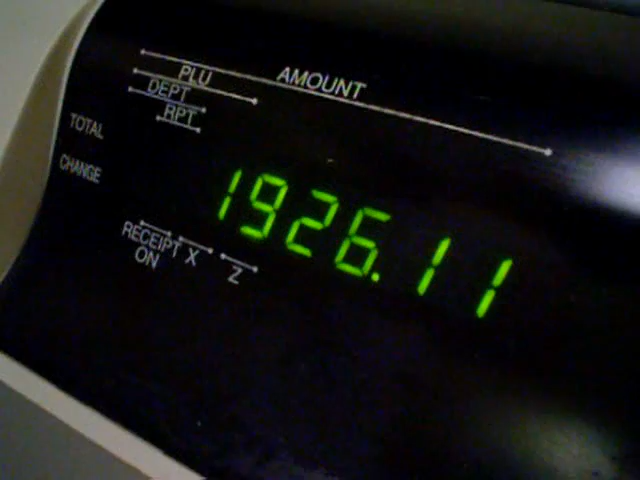 AMOUNT
PLU
DEPT
RPT
TOTAL
CHANGE
1926.11
RECEIPT X Z
ON